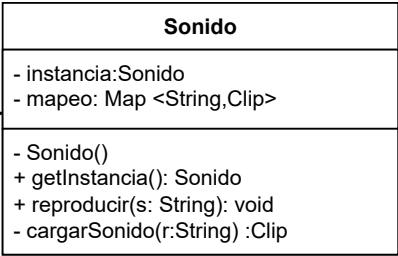 Sonido
- instancia:Sonido
- mapeo: Map <String,Clip>
- Sonido()
+ getInstancia(): Sonido
+ reproducir(s: String): void
- cargarSonido(r:String) :Clip